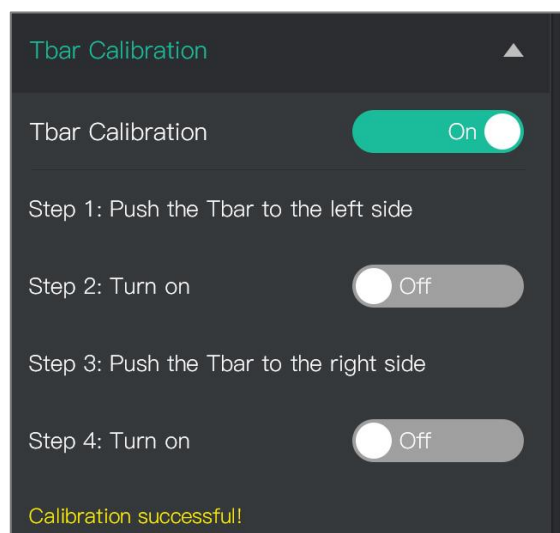 Tbar Calibration
Tbar Calibration On
Step 1: Push the Tbar to the left side
Step 2: Turn on Off
Step 3: Push the Tbar to the right side
Step 4: Turn on Off
Calibration successful!